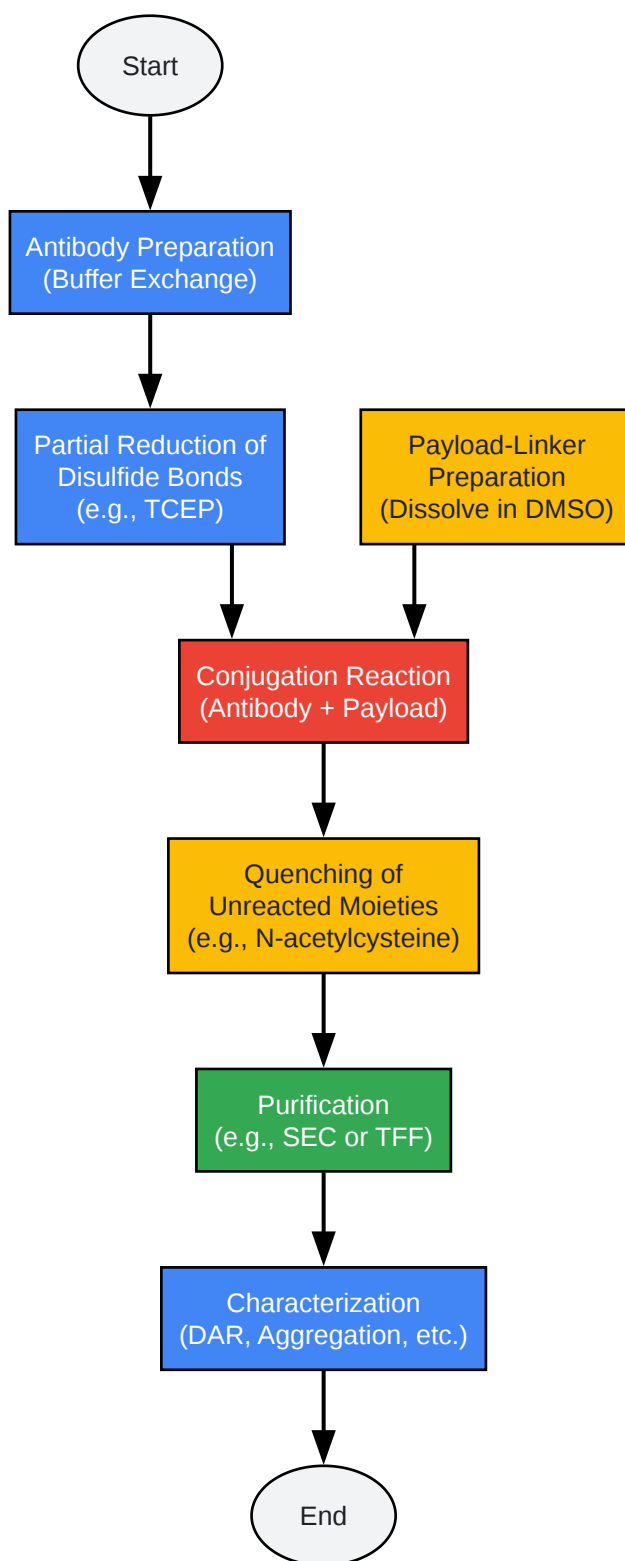 Start
Antibody Preparation
(Buffer Exchange)
Partial Reduction of
Disulfide Bonds
(e.g., TCEP)
Payload-Linker
Preparation
(Dissolve in DMSO)
Conjugation Reaction
(Antibody + Payload)
Quenching of
Unreacted Moieties
(e.g., N-acetylcysteine)
Purification
(e.g., SEC or TFF)
Characterization
(DAR, Aggregation, etc.)
End